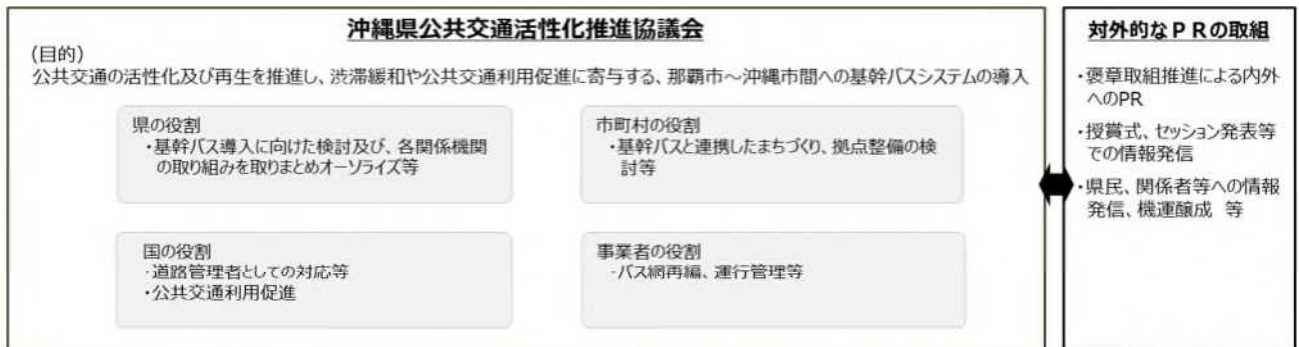 沖縄県公共交通活性化推進協議会
(目的)
公共交通の活性化及び再生を推進し、渋滞緩和や公共交通利用促進に寄与する、那覇市～沖縄市間への基幹バスシステムの導入
県の役割
・基幹バス導入に向けた検討及び、各関係機関
の取り組みを取りまとめオーソライズ等
市町村の役割
・基幹バスと連携したまちづくり、拠点整備の検
討等
国の役割
・道路管理者としての対応等
・公共交通利用促進
事業者の役割
・バス網再編、運行管理等
対外的なＰＲの取組
・褒章取組推進による内外
へのPR
・授賞式、セッション発表等
での情報発信
・県民、関係者等への情報
発信、機運醸成　等